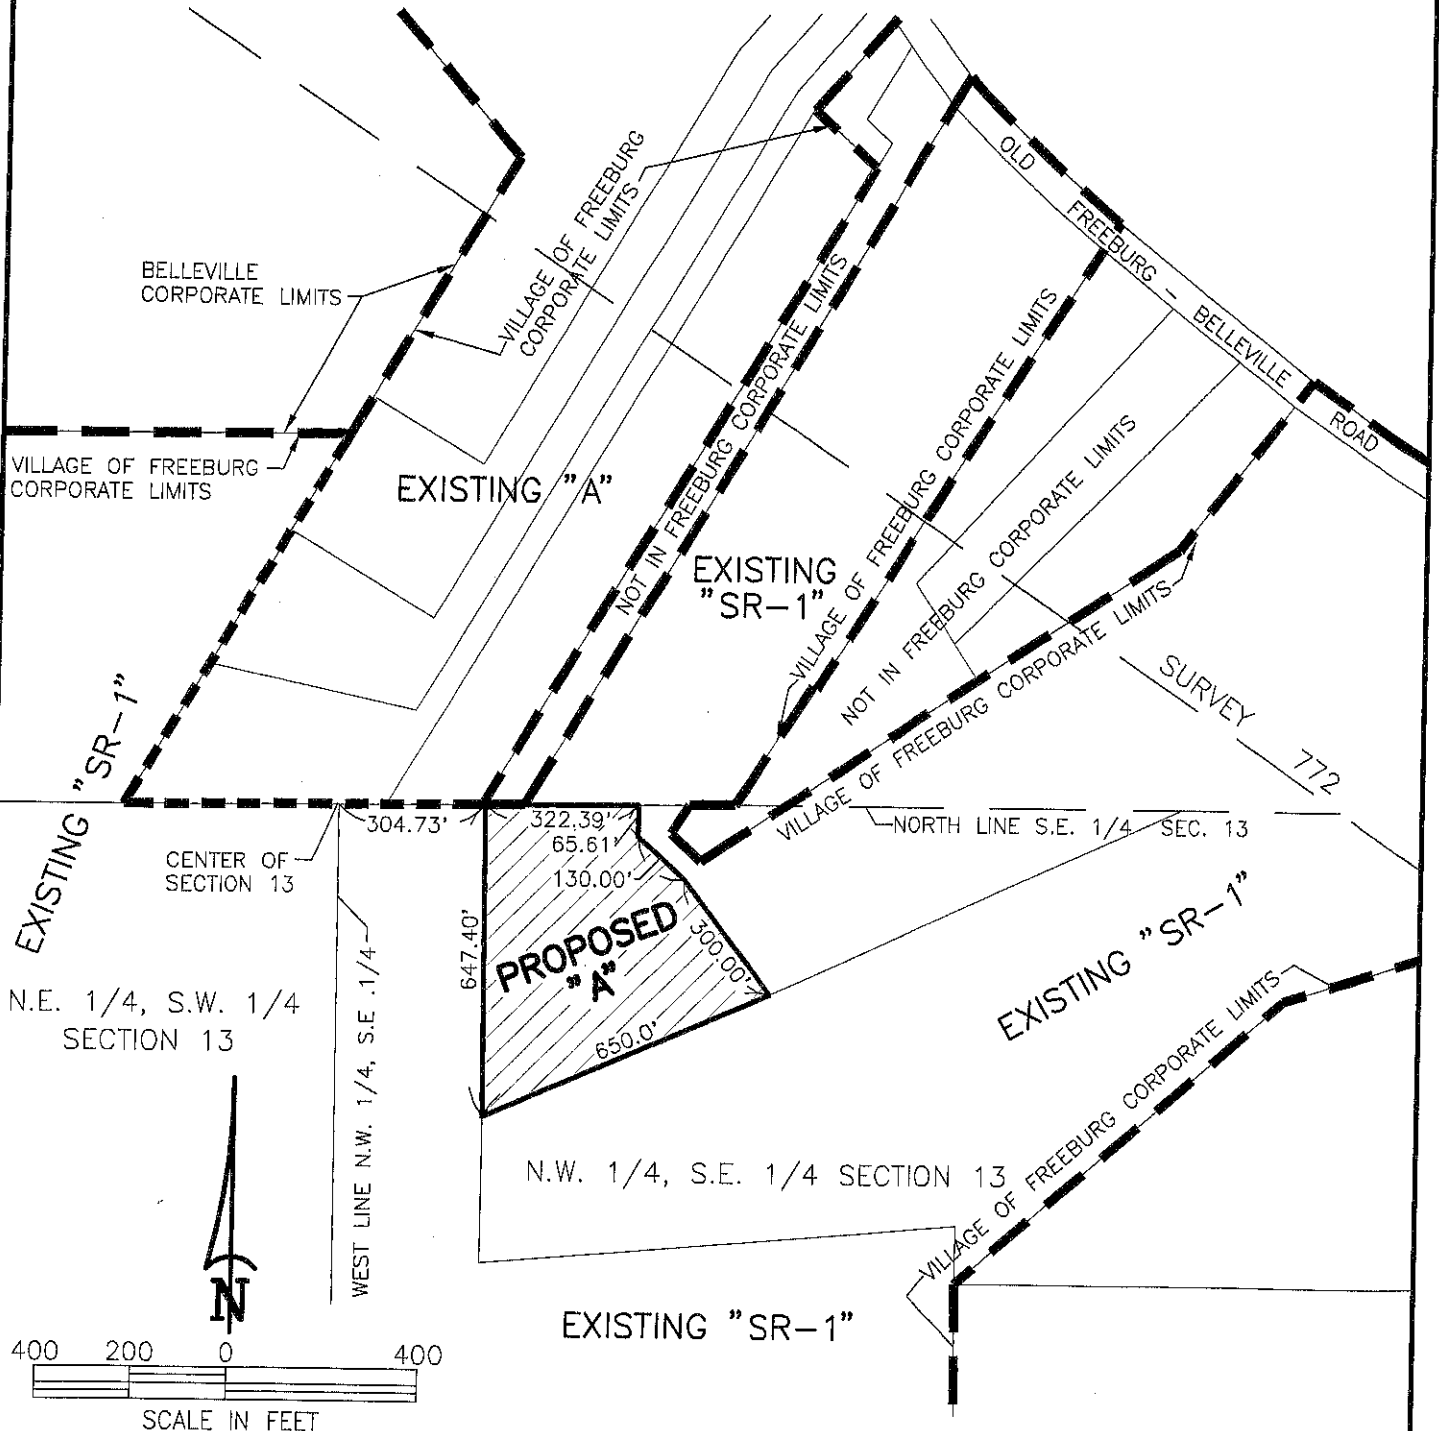 OLD
FREEBURG – BELLEVILLE
ROAD
VILLAGE OF FREEBURG
CORPORATE LIMITS
BELLEVILLE
CORPORATE LIMITS
VILLAGE OF FREEBURG
CORPORATE LIMITS
EXISTING "A"
NOT IN FREEBURG CORPORATE LIMITS
EXISTING
"SR–1"
VILLAGE OF FREEBURG CORPORATE LIMITS
NOT IN FREEBURG CORPORATE LIMITS
VILLAGE OF FREEBURG CORPORATE LIMITS
SURVEY 772
EXISTING "SR–1"
304.73'
322.39'
65.61'
130.00'
300.00'
647.40'
650.0'
PROPOSED
"A"
NORTH LINE S.E. 1/4 SEC. 13
CENTER OF
SECTION 13
N.E. 1/4, S.W. 1/4
SECTION 13
WEST LINE N.W. 1/4, S.E .1/4
EXISTING "SR–1"
VILLAGE OF FREEBURG CORPORATE LIMITS
N.W. 1/4, S.E. 1/4 SECTION 13
EXISTING "SR–1"
N
400 200 0 400
SCALE IN FEET